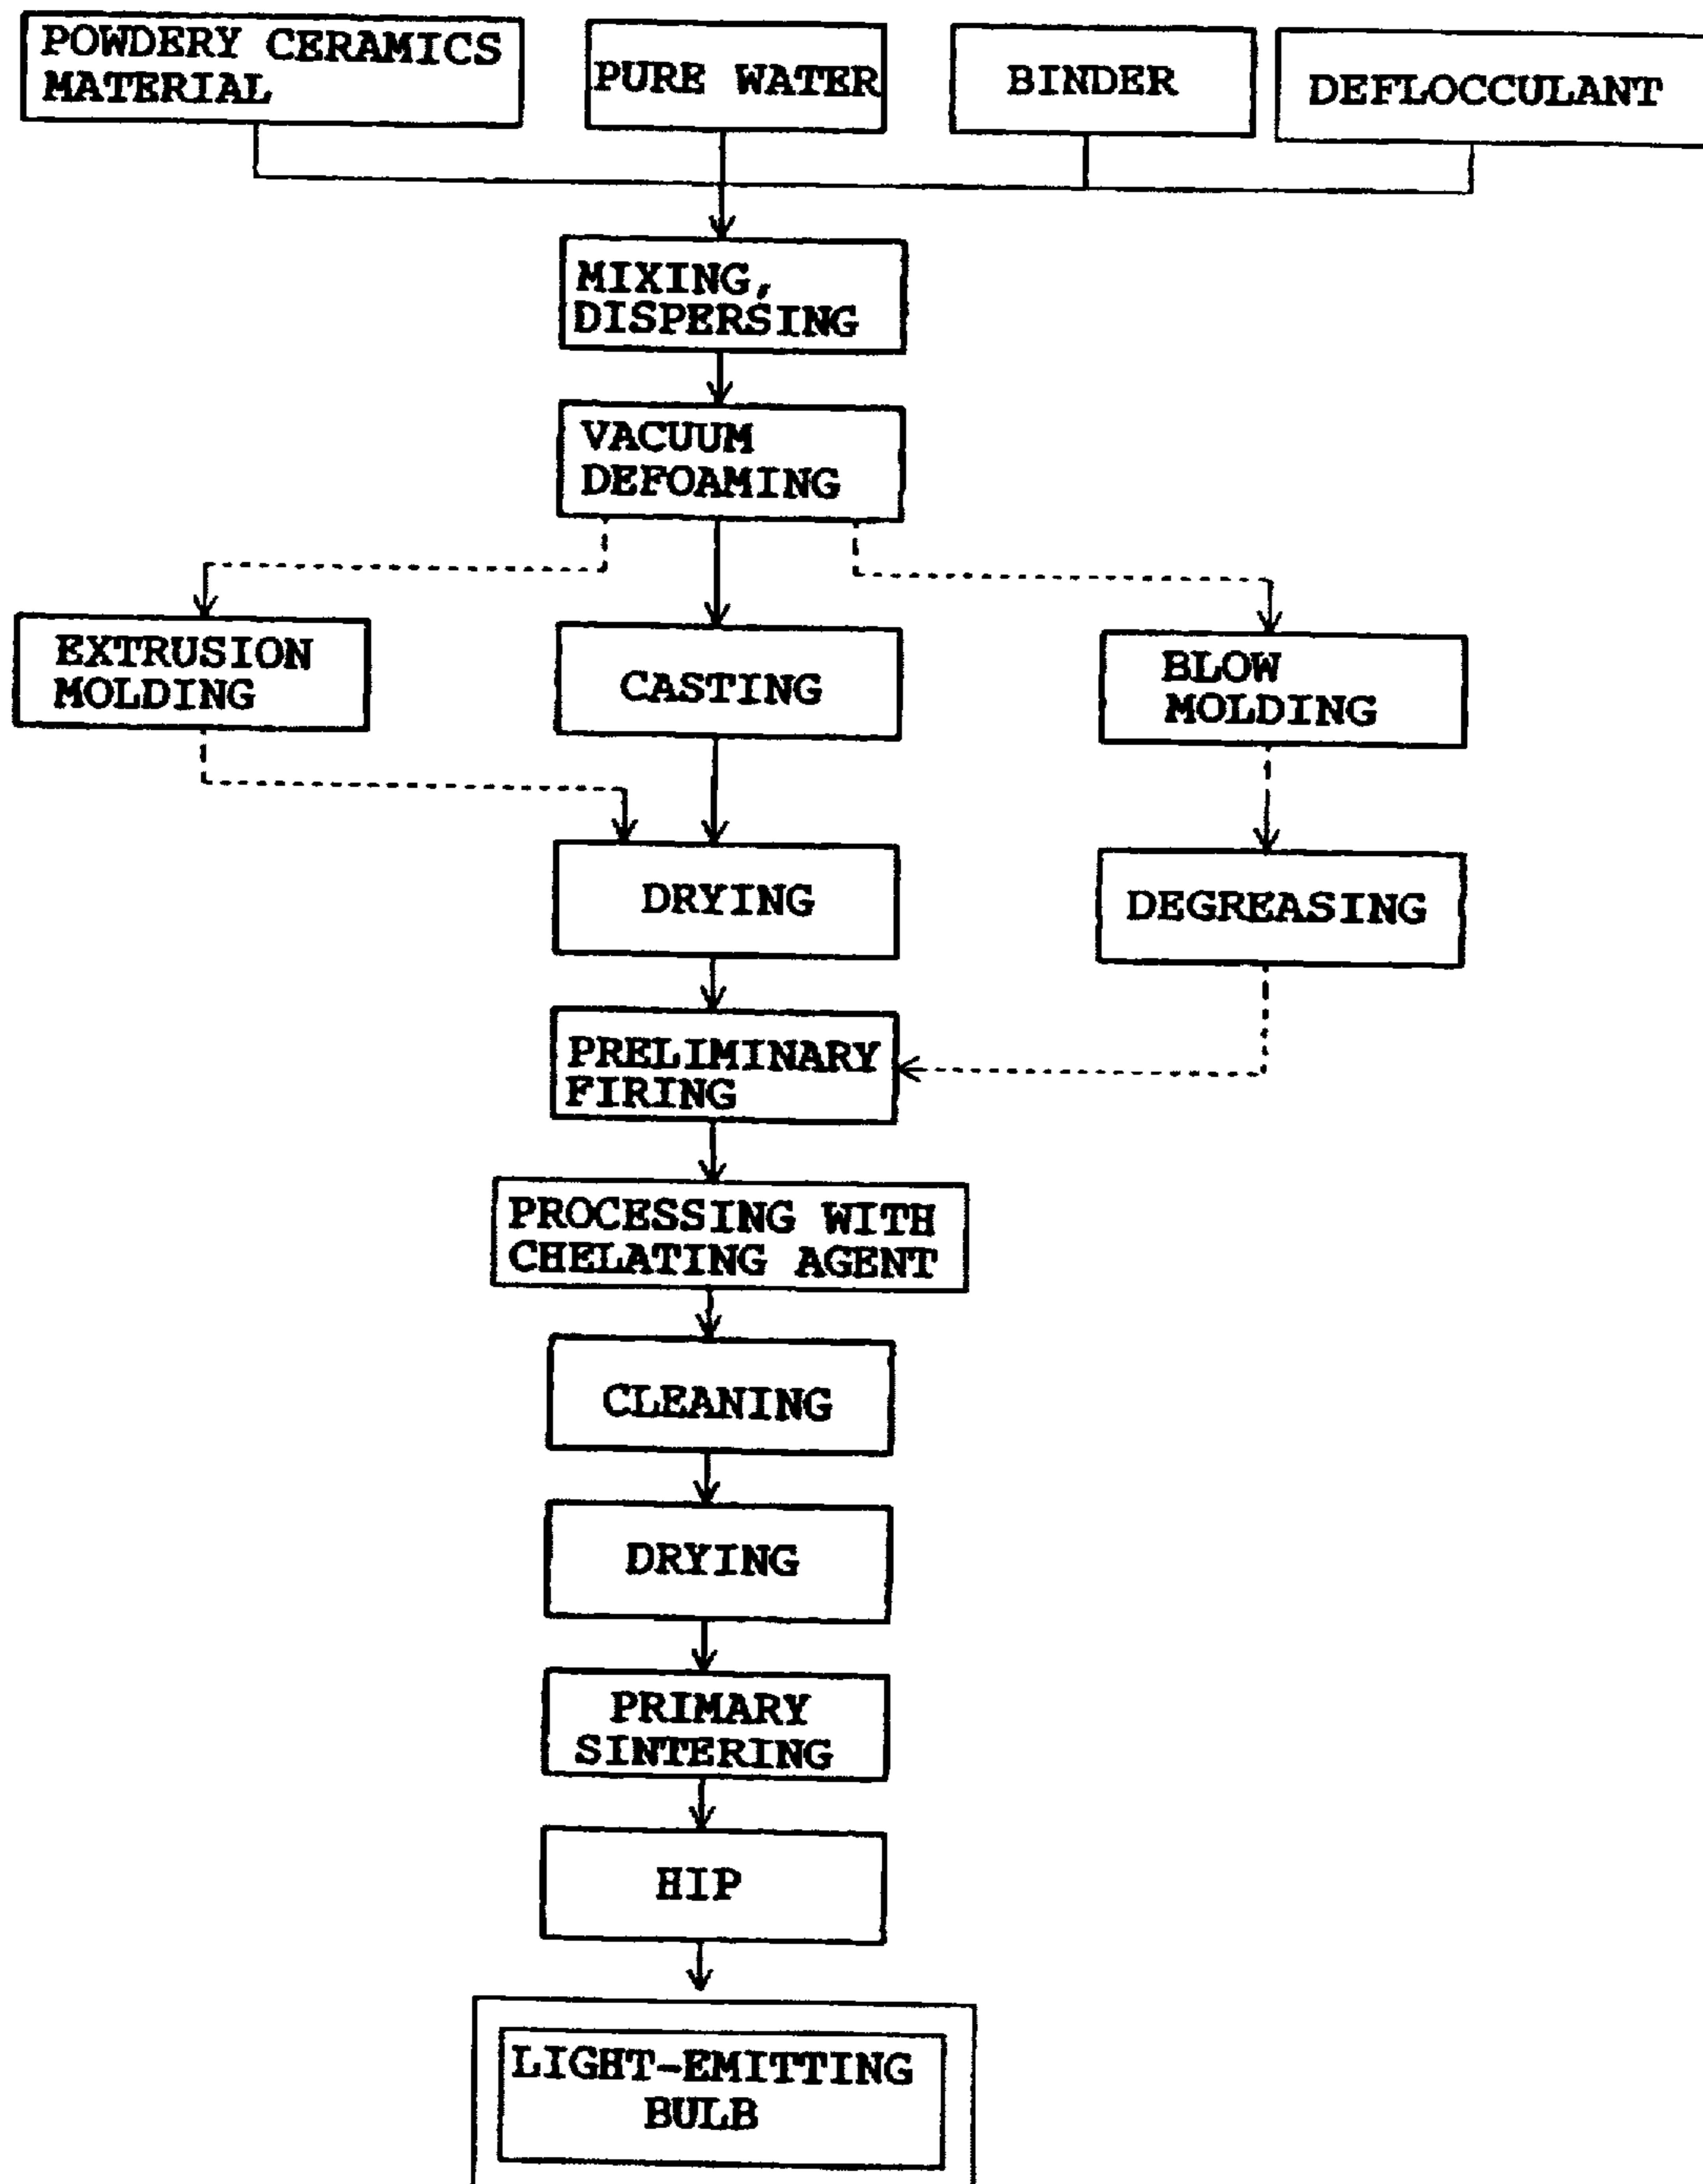 POWDERY CERAMICS
MATERIAL
PURE WATER
BINDER
DEFLOCCULANT
MIXING,
DISPERSING
VACUUM
DEFOAMING
EXTRUSION
MOLDING
CASTING
BLOW
MOLDING
DRYING
DEGREASING
PRELIMINARY
FIRING
PROCESSING WITH
CHELATING AGENT
CLEANING
DRYING
PRIMARY
SINTERING
HIP
LIGHT-EMITTING
BULB